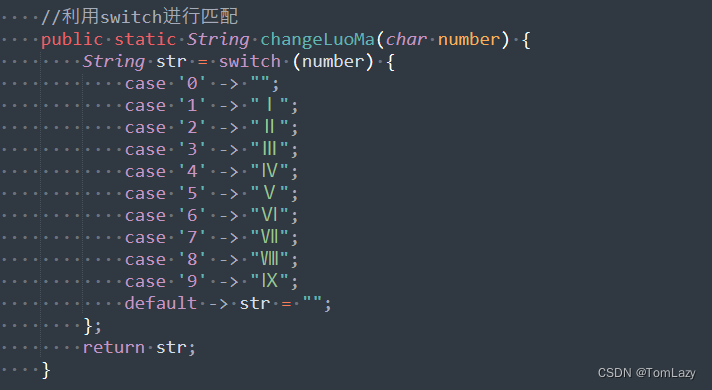 //利用switch进行匹配
public static String changeLuoMa(char number) {
String str = switch (number) {
case '0' -> "";
case '1' -> "Ⅰ";
case '2' -> "Ⅱ";
case '3' -> "Ⅲ";
case '4' -> "Ⅳ";
case '5' -> "Ⅴ";
case '6' -> "Ⅵ";
case '7' -> "Ⅶ";
case '8' -> "Ⅷ";
case '9' -> "Ⅸ";
default -> str = "";
};
return str;
}
CSDN @TomLazy